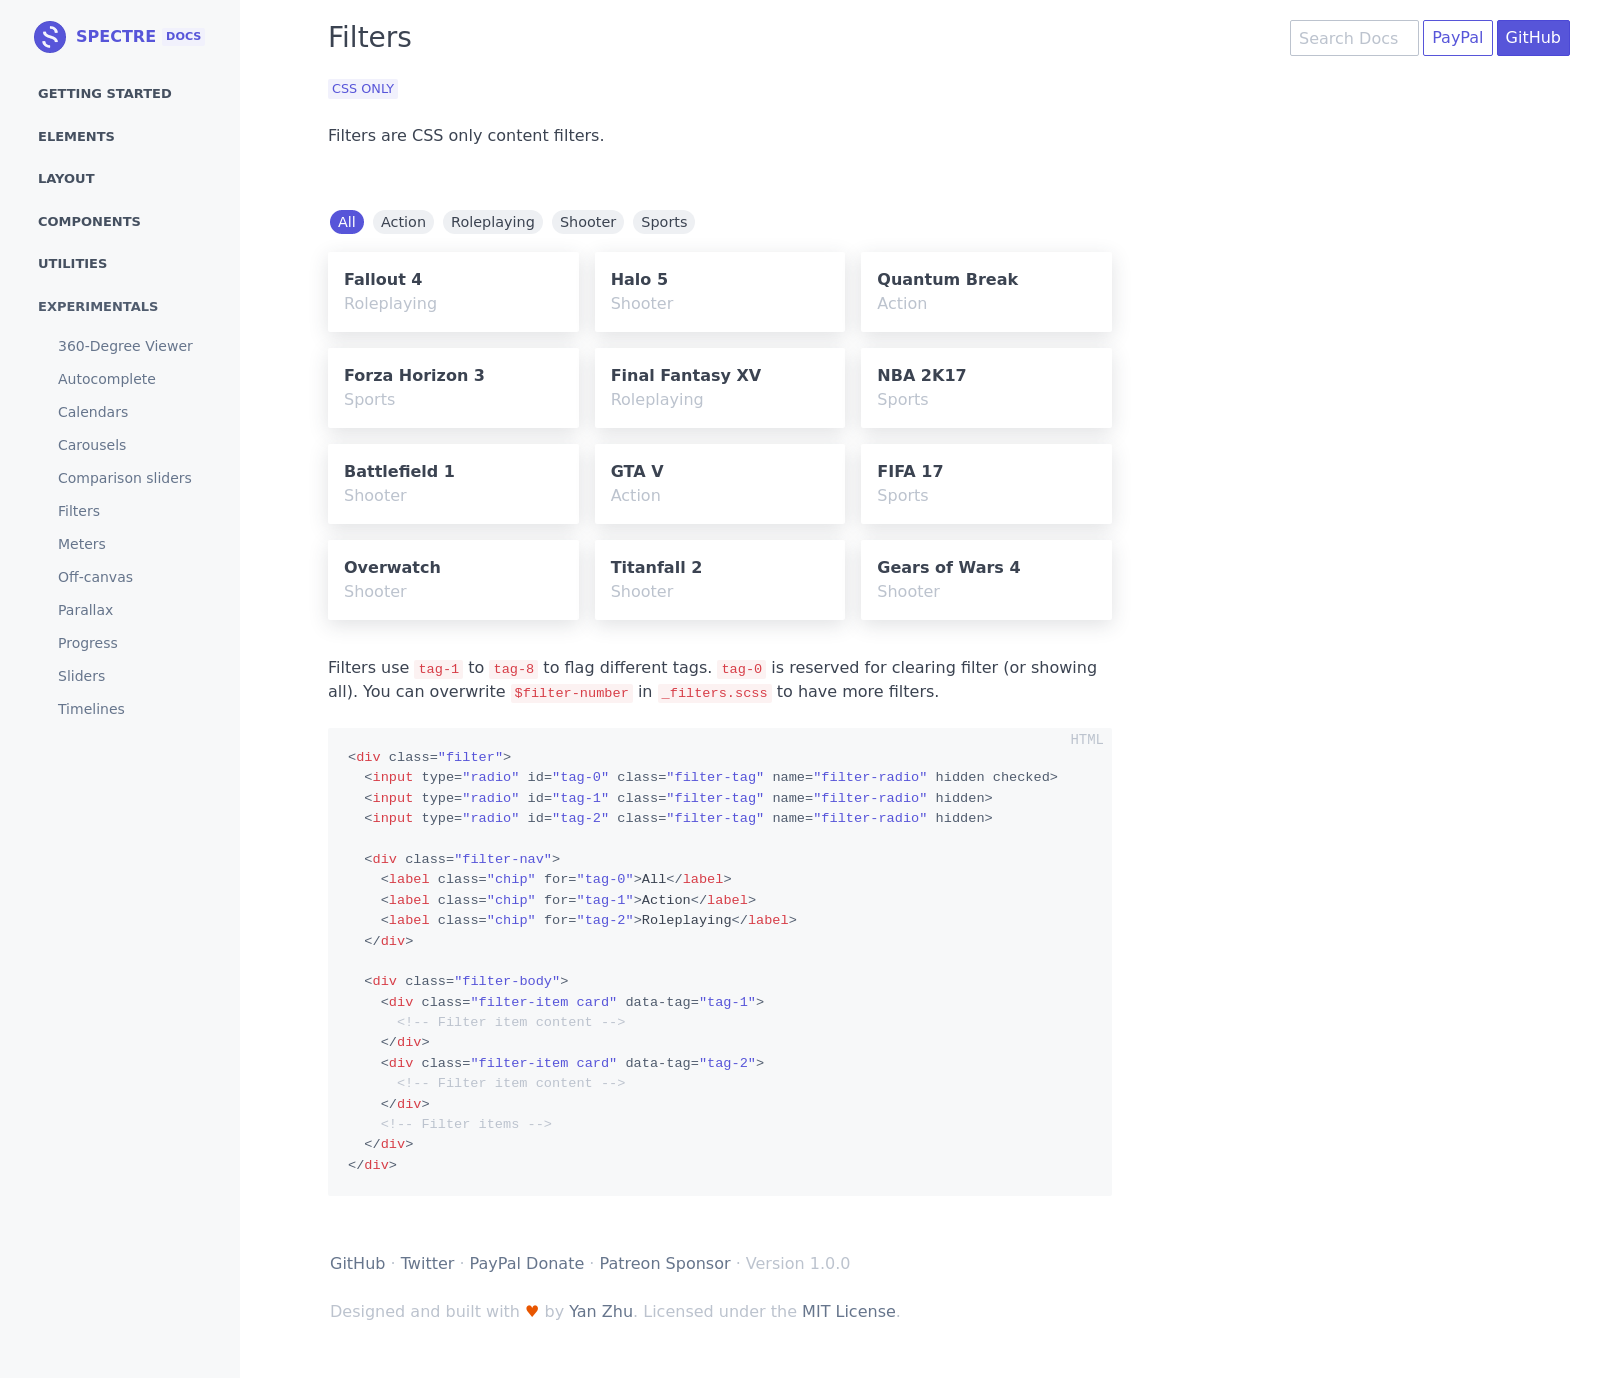 SPECTRE DOCS
GETTING STARTED
ELEMENTS
LAYOUT
COMPONENTS
UTILITIES
EXPERIMENTALS
360-Degree Viewer
Autocomplete
Calendars
Carousels
Comparison sliders
Filters
Meters
Off-canvas
Parallax
Progress
Sliders
Timelines
Search Docs PayPal GitHub
Filters
CSS ONLY
Filters are CSS only content filters.
All Action Roleplaying Shooter Sports
Fallout 4
Roleplaying
Halo 5
Shooter
Quantum Break
Action
Forza Horizon 3
Sports
Final Fantasy XV
Roleplaying
NBA 2K17
Sports
Battlefield 1
Shooter
GTA V
Action
FIFA 17
Sports
Overwatch
Shooter
Titanfall 2
Shooter
Gears of Wars 4
Shooter
Filters use tag-1 to tag-8 to flag different tags. tag-0 is reserved for clearing filter (or showing
all). You can overwrite $filter-number in _filters.scss to have more filters.
HTML
<div class="filter">
  <input type="radio" id="tag-0" class="filter-tag" name="filter-radio" hidden checked>
  <input type="radio" id="tag-1" class="filter-tag" name="filter-radio" hidden>
  <input type="radio" id="tag-2" class="filter-tag" name="filter-radio" hidden>
  <div class="filter-nav">
    <label class="chip" for="tag-0">All</label>
    <label class="chip" for="tag-1">Action</label>
    <label class="chip" for="tag-2">Roleplaying</label>
  </div>
  <div class="filter-body">
    <div class="filter-item card" data-tag="tag-1">
      <!-- Filter item content -->
    </div>
    <div class="filter-item card" data-tag="tag-2">
      <!-- Filter item content -->
    </div>
    <!-- Filter items -->
  </div>
</div>
GitHub · Twitter · PayPal Donate · Patreon Sponsor · Version 1.0.0
Designed and built with ♥ by Yan Zhu. Licensed under the MIT License.